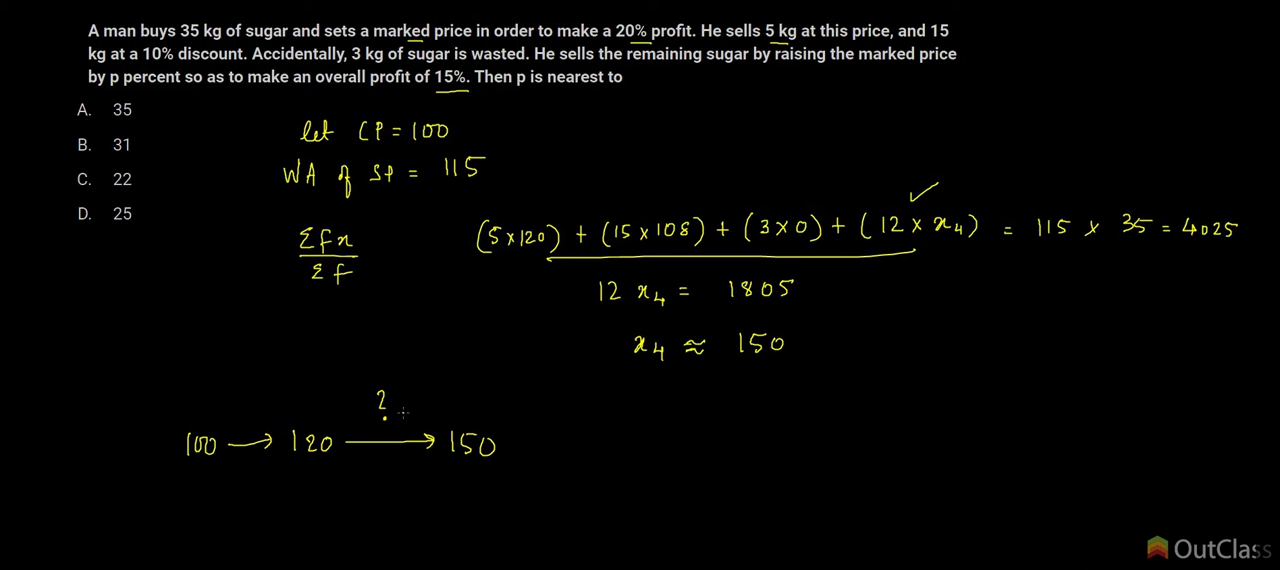 A man buys 35 kg of sugar and sets a marked price in order to make a 20% profit. He sells 5 kg at this price, and 15
kg at a 10% discount. Accidentally, 3 kg of sugar is wasted. He sells the remaining sugar by raising the marked price
by p percent so as to make an overall profit of 15%. Then p is nearest to
A. 35
B. 31
C. 22
D. 25
let CP = 100
WA of SP = 115
Σfx / Σf
(5×120) + (15×108) + (3×0) + (12×x₄) = 115 × 35 = 4025
12 x₄ = 1805
x₄ ≈ 150
?
100 → 120 → 150
OutClass